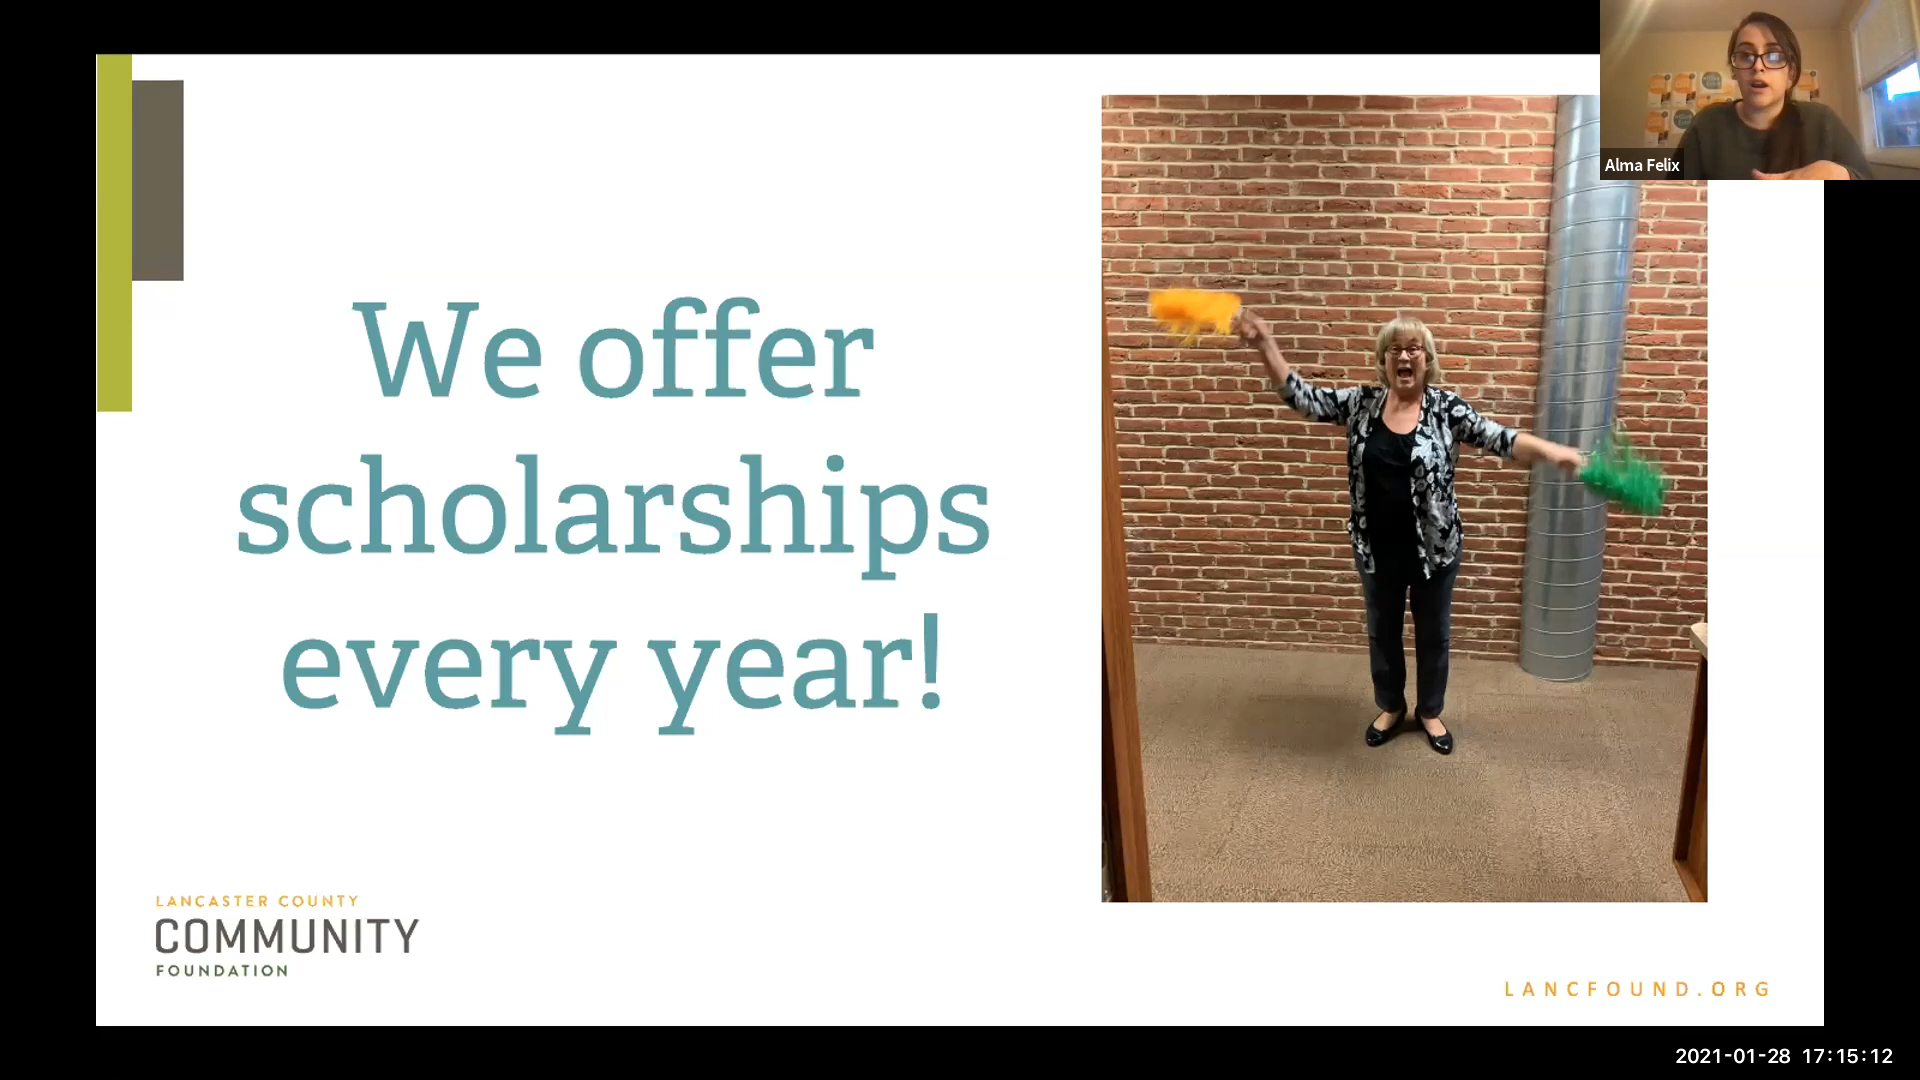 Alma Felix
We offer
scholarships
every year!
LANCASTER COUNTY
COMMUNITY
FOUNDATION
LANCFOUND.ORG
2021-01-28 17:15:12